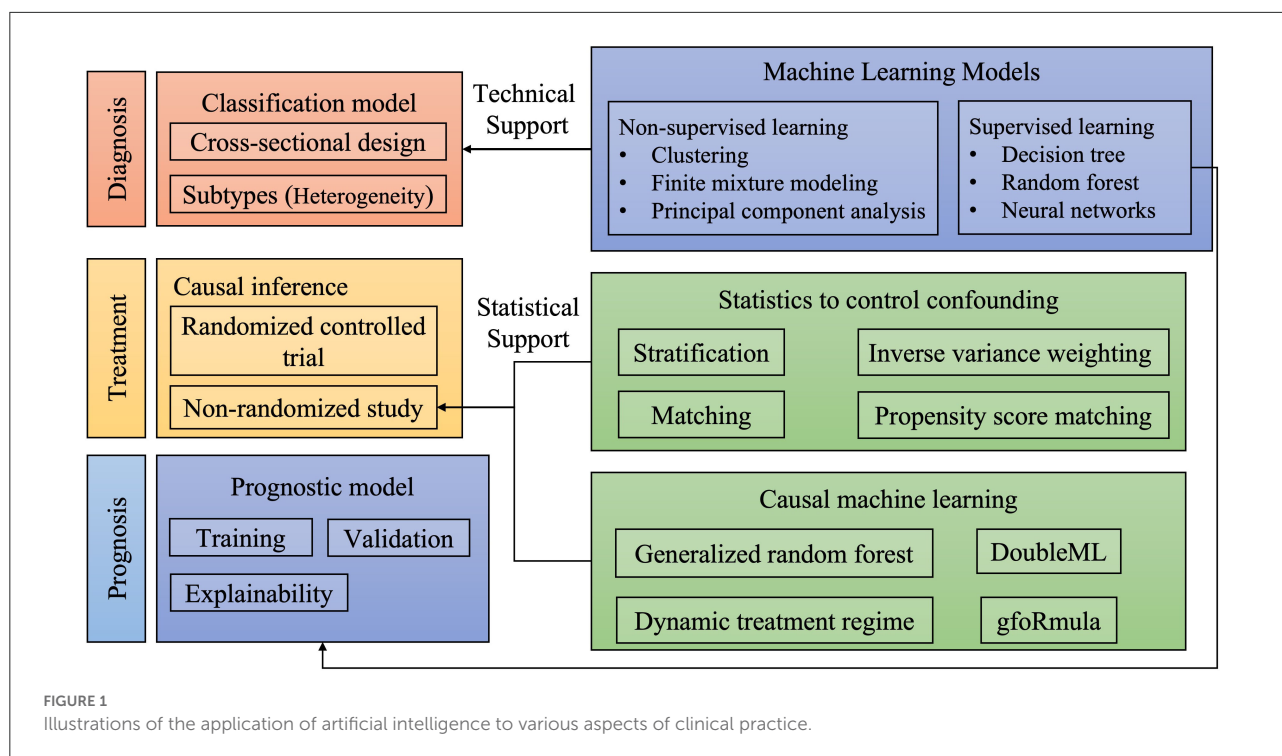 Diagnosis
Classification model
Cross-sectional design
Subtypes (Heterogeneity)
Technical
Support
Machine Learning Models
Non-supervised learning
• Clustering
• Finite mixture modeling
• Principal component analysis
Supervised learning
• Decision tree
• Random forest
• Neural networks
Treatment
Causal inference
Randomized controlled
trial
Non-randomized study
Statistical
Support
Statistics to control confounding
Stratification
Inverse variance weighting
Matching
Propensity score matching
Prognosis
Prognostic model
Training
Validation
Explainability
Causal machine learning
Generalized random forest
DoubleML
Dynamic treatment regime
gfoRmula
FIGURE 1
Illustrations of the application of artificial intelligence to various aspects of clinical practice.